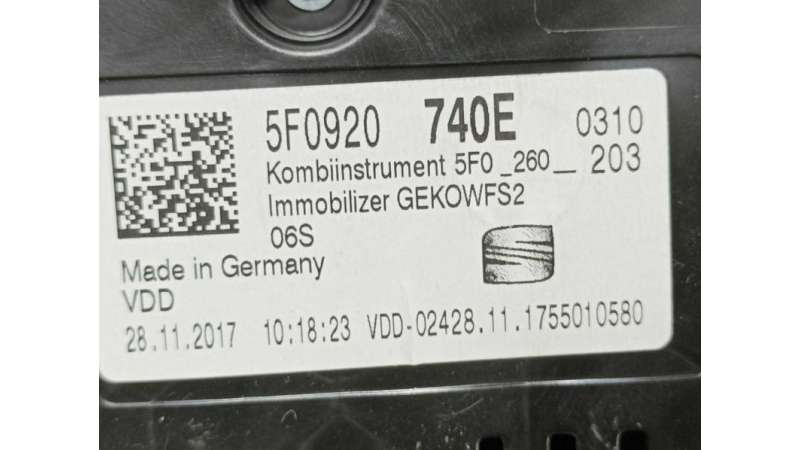 5F0920 740E 0310
Kombiinstrument 5F0 _260__ 203
Immobilizer GEKOWFS2
06S
Made in Germany
VDD
28.11.2017 10:18:23 VDD-02428.11.1755010580